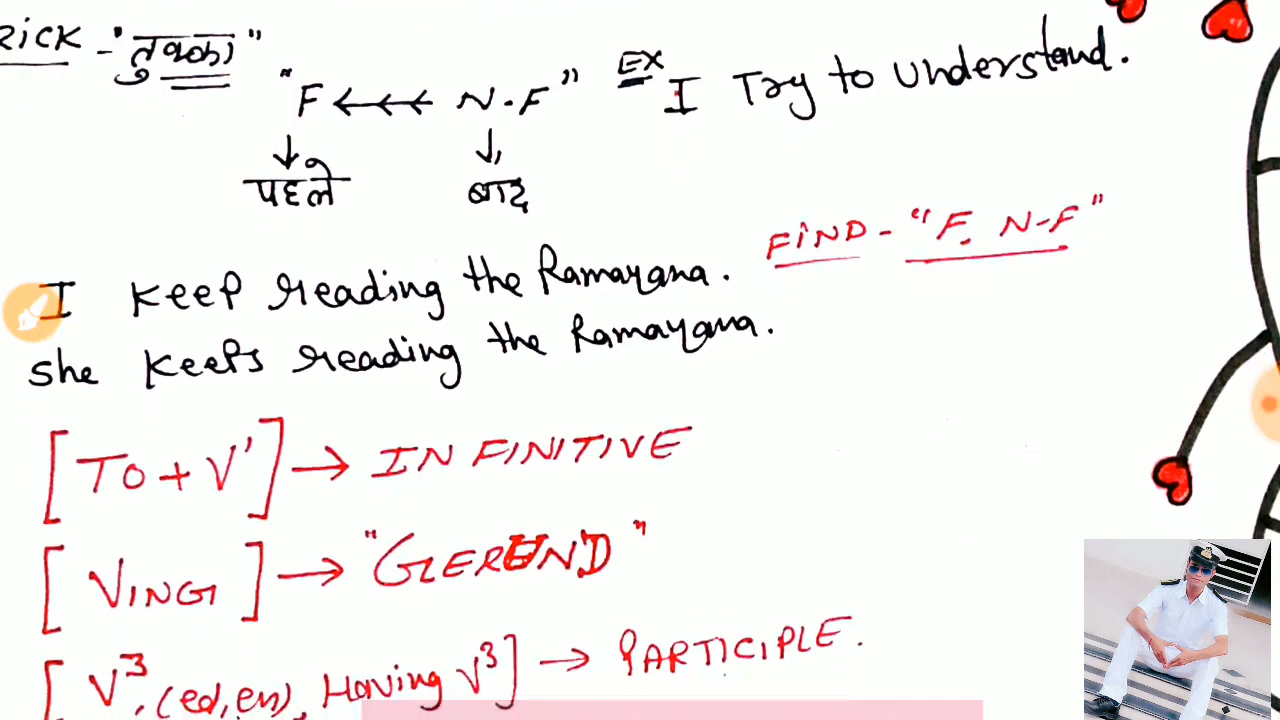 RICK - "तुक्का"
"F ← N-F" Ex I Try to understand.
पहले बाद
FIND - "F, N-F"
I keep reading the Ramayana.
she keeps reading the Ramayana.
[TO + V'] → INFINITIVE
[VING] → "GERUND"
[V³, (ed,en), Having V³] → PARTICIPLE.